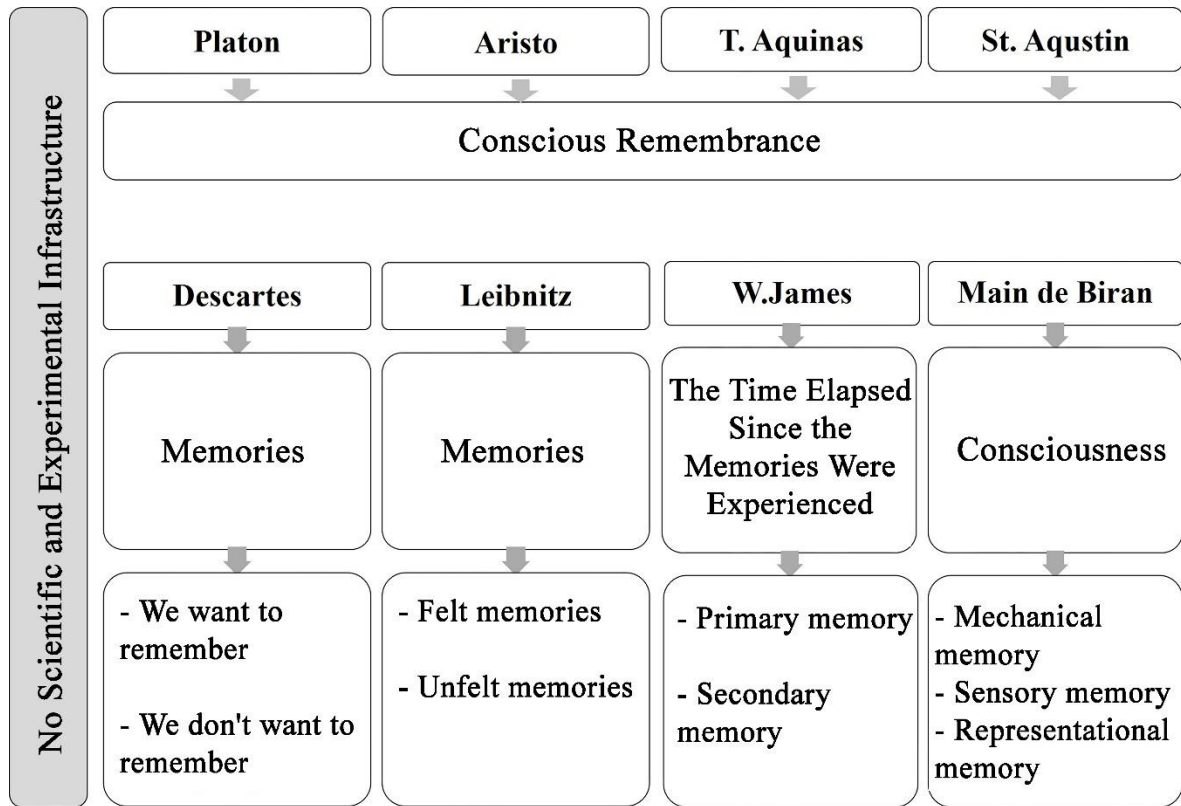 No Scientific and Experimental Infrastructure
Platon
Aristo
T. Aquinas
St. Aqustin
Conscious Remembrance
Descartes
Leibnitz
W.James
Main de Biran
Memories
Memories
The Time Elapsed
Since the
Memories Were
Experienced
Consciousness
- We want to
remember
- We don't want to
remember
- Felt memories
- Unfelt memories
- Primary memory
- Secondary
memory
- Mechanical
memory
- Sensory memory
- Representational
memory